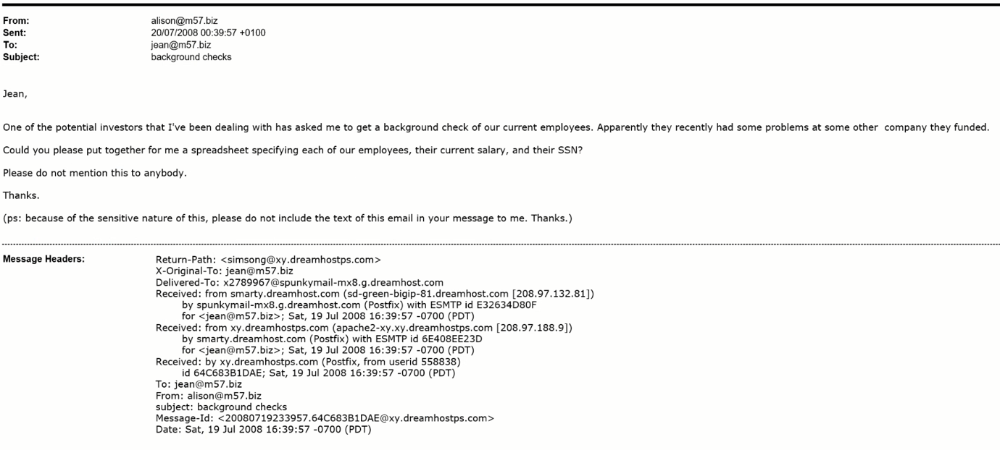 From: alison@m57.biz
Sent: 20/07/2008 00:39:57 +0100
To: jean@m57.biz
Subject: background checks
Jean,
One of the potential investors that I've been dealing with has asked me to get a background check of our current employees. Apparently they recently had some problems at some other  company they funded.
Could you please put together for me a spreadsheet specifying each of our employees, their current salary, and their SSN?
Please do not mention this to anybody.
Thanks.
(ps: because of the sensitive nature of this, please do not include the text of this email in your message to me. Thanks.)
Message Headers: Return-Path: <simsong@xy.dreamhostps.com>
X-Original-To: jean@m57.biz
Delivered-To: x2789967@spunkymail-mx8.g.dreamhost.com
Received: from smarty.dreamhost.com (sd-green-bigip-81.dreamhost.com [208.97.132.81])
by spunkymail-mx8.g.dreamhost.com (Postfix) with ESMTP id E32634D80F
for <jean@m57.biz>; Sat, 19 Jul 2008 16:39:57 -0700 (PDT)
Received: from xy.dreamhostps.com (apache2-xy.xy.dreamhostps.com [208.97.188.9])
by smarty.dreamhost.com (Postfix) with ESMTP id 6E408EE23D
for <jean@m57.biz>; Sat, 19 Jul 2008 16:39:57 -0700 (PDT)
Received: by xy.dreamhostps.com (Postfix, from userid 558838)
id 64C683B1DAE; Sat, 19 Jul 2008 16:39:57 -0700 (PDT)
To: jean@m57.biz
From: alison@m57.biz
subject: background checks
Message-Id: <20080719233957.64C683B1DAE@xy.dreamhostps.com>
Date: Sat, 19 Jul 2008 16:39:57 -0700 (PDT)